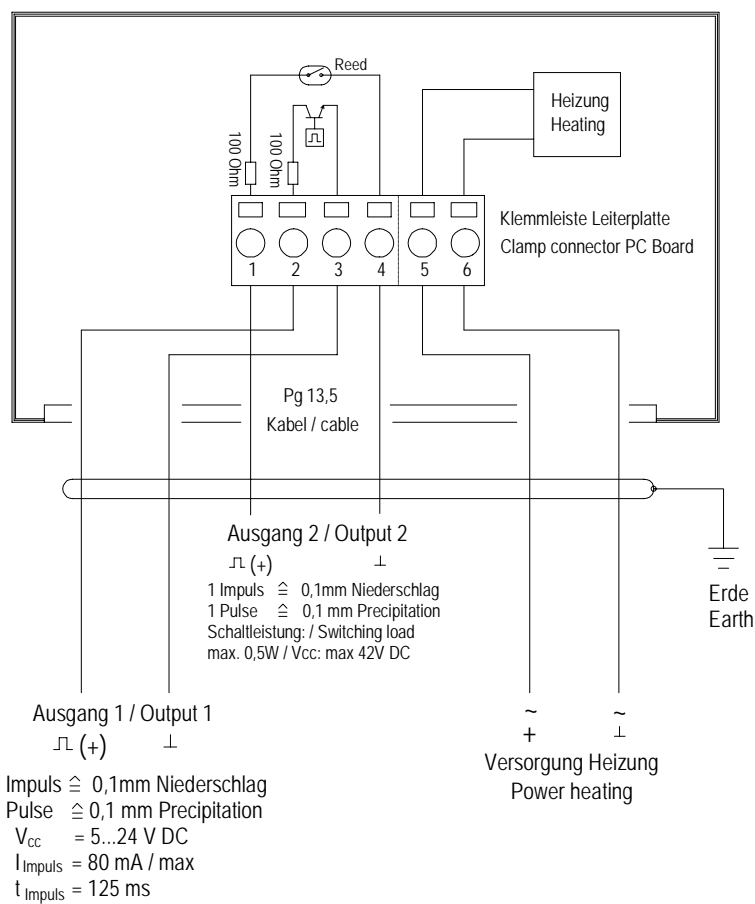 Reed
100 Ohm
100 Ohm
Heizung
Heating
Klemmleiste Leiterplatte
Clamp connector PC Board
1 2 3 4 5 6
Pg 13,5
Kabel / cable
Ausgang 2 / Output 2
(+) ⊥
1 Impuls ≙ 0,1mm Niederschlag
1 Pulse ≙ 0,1 mm Precipitation
Schaltleistung: / Switching load
max. 0,5W / Vcc: max 42V DC
Erde
Earth
Ausgang 1 / Output 1
(+) ⊥
Impuls ≙ 0,1mm Niederschlag
Pulse ≙ 0,1 mm Precipitation
Vcc = 5...24 V DC
I Impuls = 80 mA / max
t Impuls = 125 ms
~ ~
+ ⊥
Versorgung Heizung
Power heating